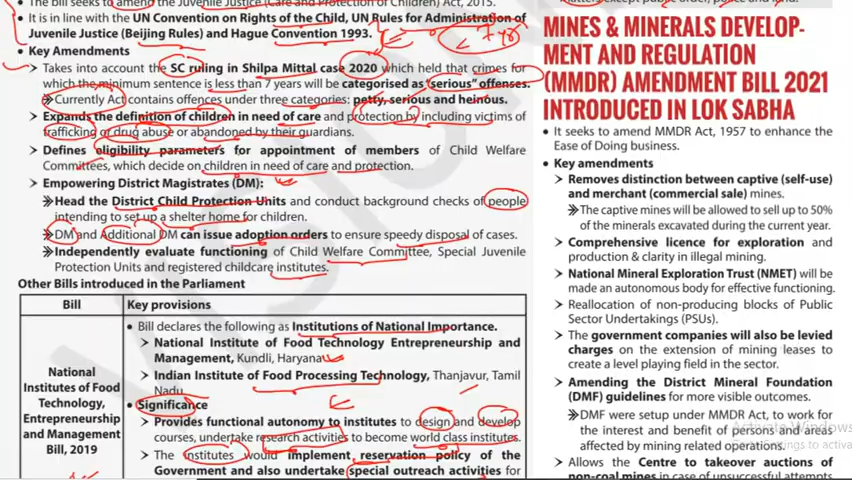 The bill seeks to amend the Juvenile Justice (Care and Protection of Children) Act, 2015.
• It is in line with the UN Convention on Rights of the Child, UN Rules for Administration of
Juvenile Justice (Beijing Rules) and Hague Convention 1993.
< 7 yr
• Key Amendments
➤ Takes into account the SC ruling in Shilpa Mittal case 2020 which held that crimes for
which the minimum sentence is less than 7 years will be categorised as "serious" offenses.
⪢ Currently Act contains offences under three categories: petty, serious and heinous.
➤ Expands the definition of children in need of care and protection by including victims of
trafficking or drug abuse or abandoned by their guardians.
➤ Defines eligibility parameters for appointment of members of Child Welfare
Committees, which decide on children in need of care and protection.
➤ Empowering District Magistrates (DM):
⪢ Head the District Child Protection Units and conduct background checks of people
intending to set up a shelter home for children.
⪢ DM and Additional DM can issue adoption orders to ensure speedy disposal of cases.
⪢ Independently evaluate functioning of Child Welfare Committee, Special Juvenile
Protection Units and registered childcare institutes.
Other Bills introduced in the Parliament
Bill
Key provisions
National
Institutes of Food
Technology,
Entrepreneurship
and Management
Bill, 2019
• Bill declares the following as Institutions of National Importance.
➤ National Institute of Food Technology Entrepreneurship and
Management, Kundli, Haryana
➤ Indian Institute of Food Processing Technology, Thanjavur, Tamil
Nadu
• Significance
➤ Provides functional autonomy to institutes to design and develop
courses, undertake research activities to become world class institutes.
➤ The institutes would implement reservation policy of the
Government and also undertake special outreach activities for
matters except public order, police and land.
MINES & MINERALS DEVELOP-
MENT AND REGULATION
(MMDR) AMENDMENT BILL 2021
INTRODUCED IN LOK SABHA
• It seeks to amend MMDR Act, 1957 to enhance the
Ease of Doing business.
• Key amendments
➤ Removes distinction between captive (self-use)
and merchant (commercial sale) mines.
⪢ The captive mines will be allowed to sell up to 50%
of the minerals excavated during the current year.
➤ Comprehensive licence for exploration and
production & clarity in illegal mining.
➤ National Mineral Exploration Trust (NMET) will be
made an autonomous body for effective functioning.
➤ Reallocation of non-producing blocks of Public
Sector Undertakings (PSUs).
➤ The government companies will also be levied
charges on the extension of mining leases to
create a level playing field in the sector.
➤ Amending the District Mineral Foundation
(DMF) guidelines for more visible outcomes.
⪢ DMF were setup under MMDR Act, to work for
the interest and benefit of persons and areas
affected by mining related operations.
➤ Allows the Centre to takeover auctions of
non-coal mines in case of unsuccessful attempts
Activate Windows